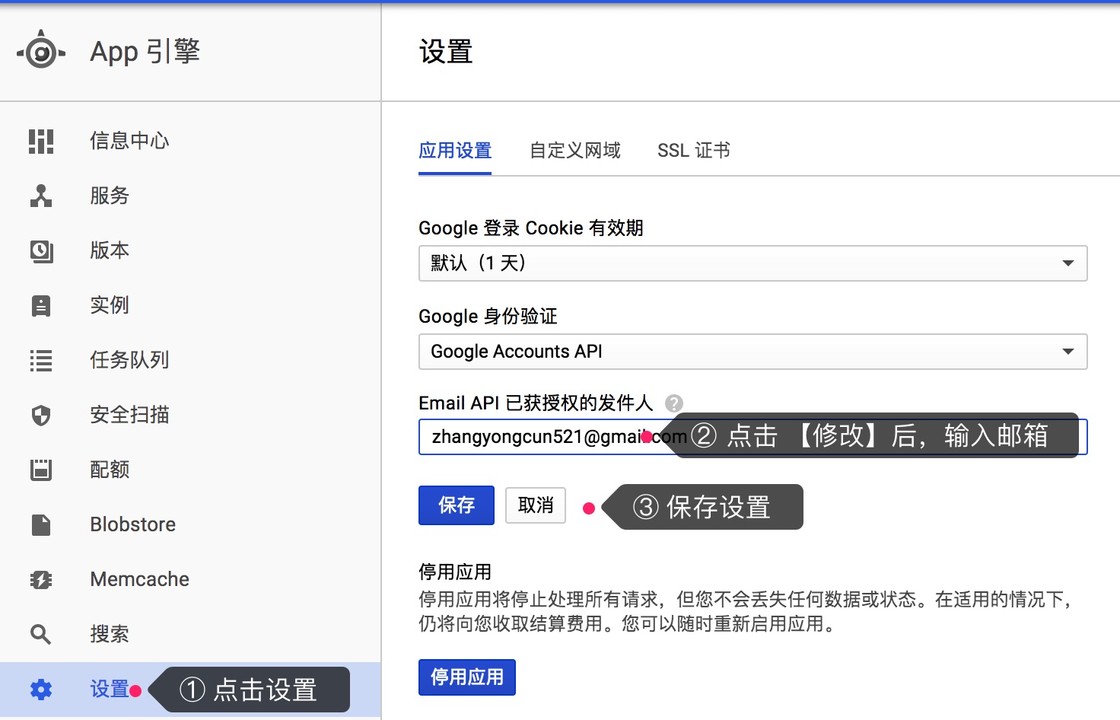 App 引擎
设置
信息中心
服务
版本
实例
任务队列
安全扫描
配额
Blobstore
Memcache
搜索
设置
① 点击设置
应用设置 自定义网域 SSL 证书
Google 登录 Cookie 有效期
默认（1 天）
Google 身份验证
Google Accounts API
Email API 已获授权的发件人 ?
zhangyongcun521@gmail.com
② 点击 【修改】后，输入邮箱
保存 取消
③ 保存设置
停用应用
停用应用将停止处理所有请求，但您不会丢失任何数据或状态。在适用的情况下，
仍将向您收取结算费用。您可以随时重新启用应用。
停用应用